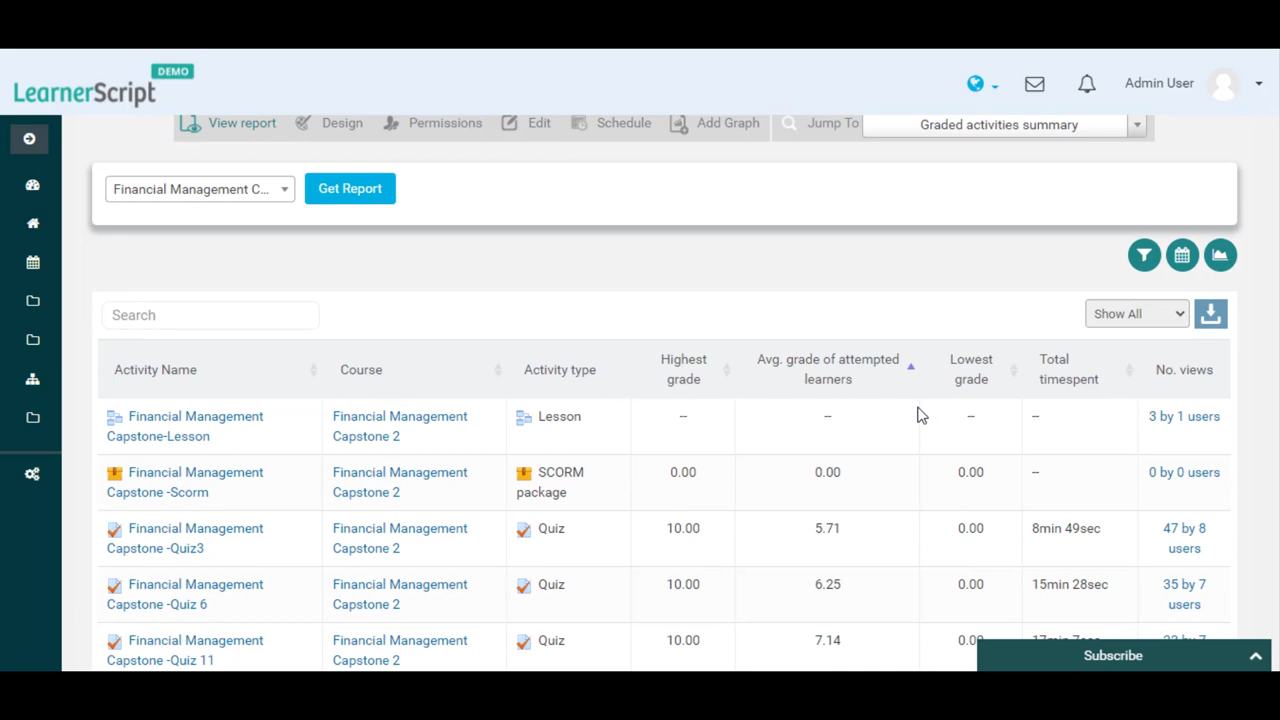 DEMO
LearnerScript
Admin User
View report Design Permissions Edit Schedule Add Graph Jump To Graded activities summary
Financial Management C... Get Report
Search Show All
Activity Name Course Activity type Highest grade Avg. grade of attempted learners Lowest grade Total timespent No. views
Financial Management Capstone-Lesson Financial Management Capstone 2 Lesson -- -- -- -- 3 by 1 users
Financial Management Capstone -Scorm Financial Management Capstone 2 SCORM package 0.00 0.00 0.00 -- 0 by 0 users
Financial Management Capstone -Quiz3 Financial Management Capstone 2 Quiz 10.00 5.71 0.00 8min 49sec 47 by 8 users
Financial Management Capstone -Quiz 6 Financial Management Capstone 2 Quiz 10.00 6.25 0.00 15min 28sec 35 by 7 users
Financial Management Capstone -Quiz 11 Financial Management Capstone 2 Quiz 10.00 7.14
Subscribe